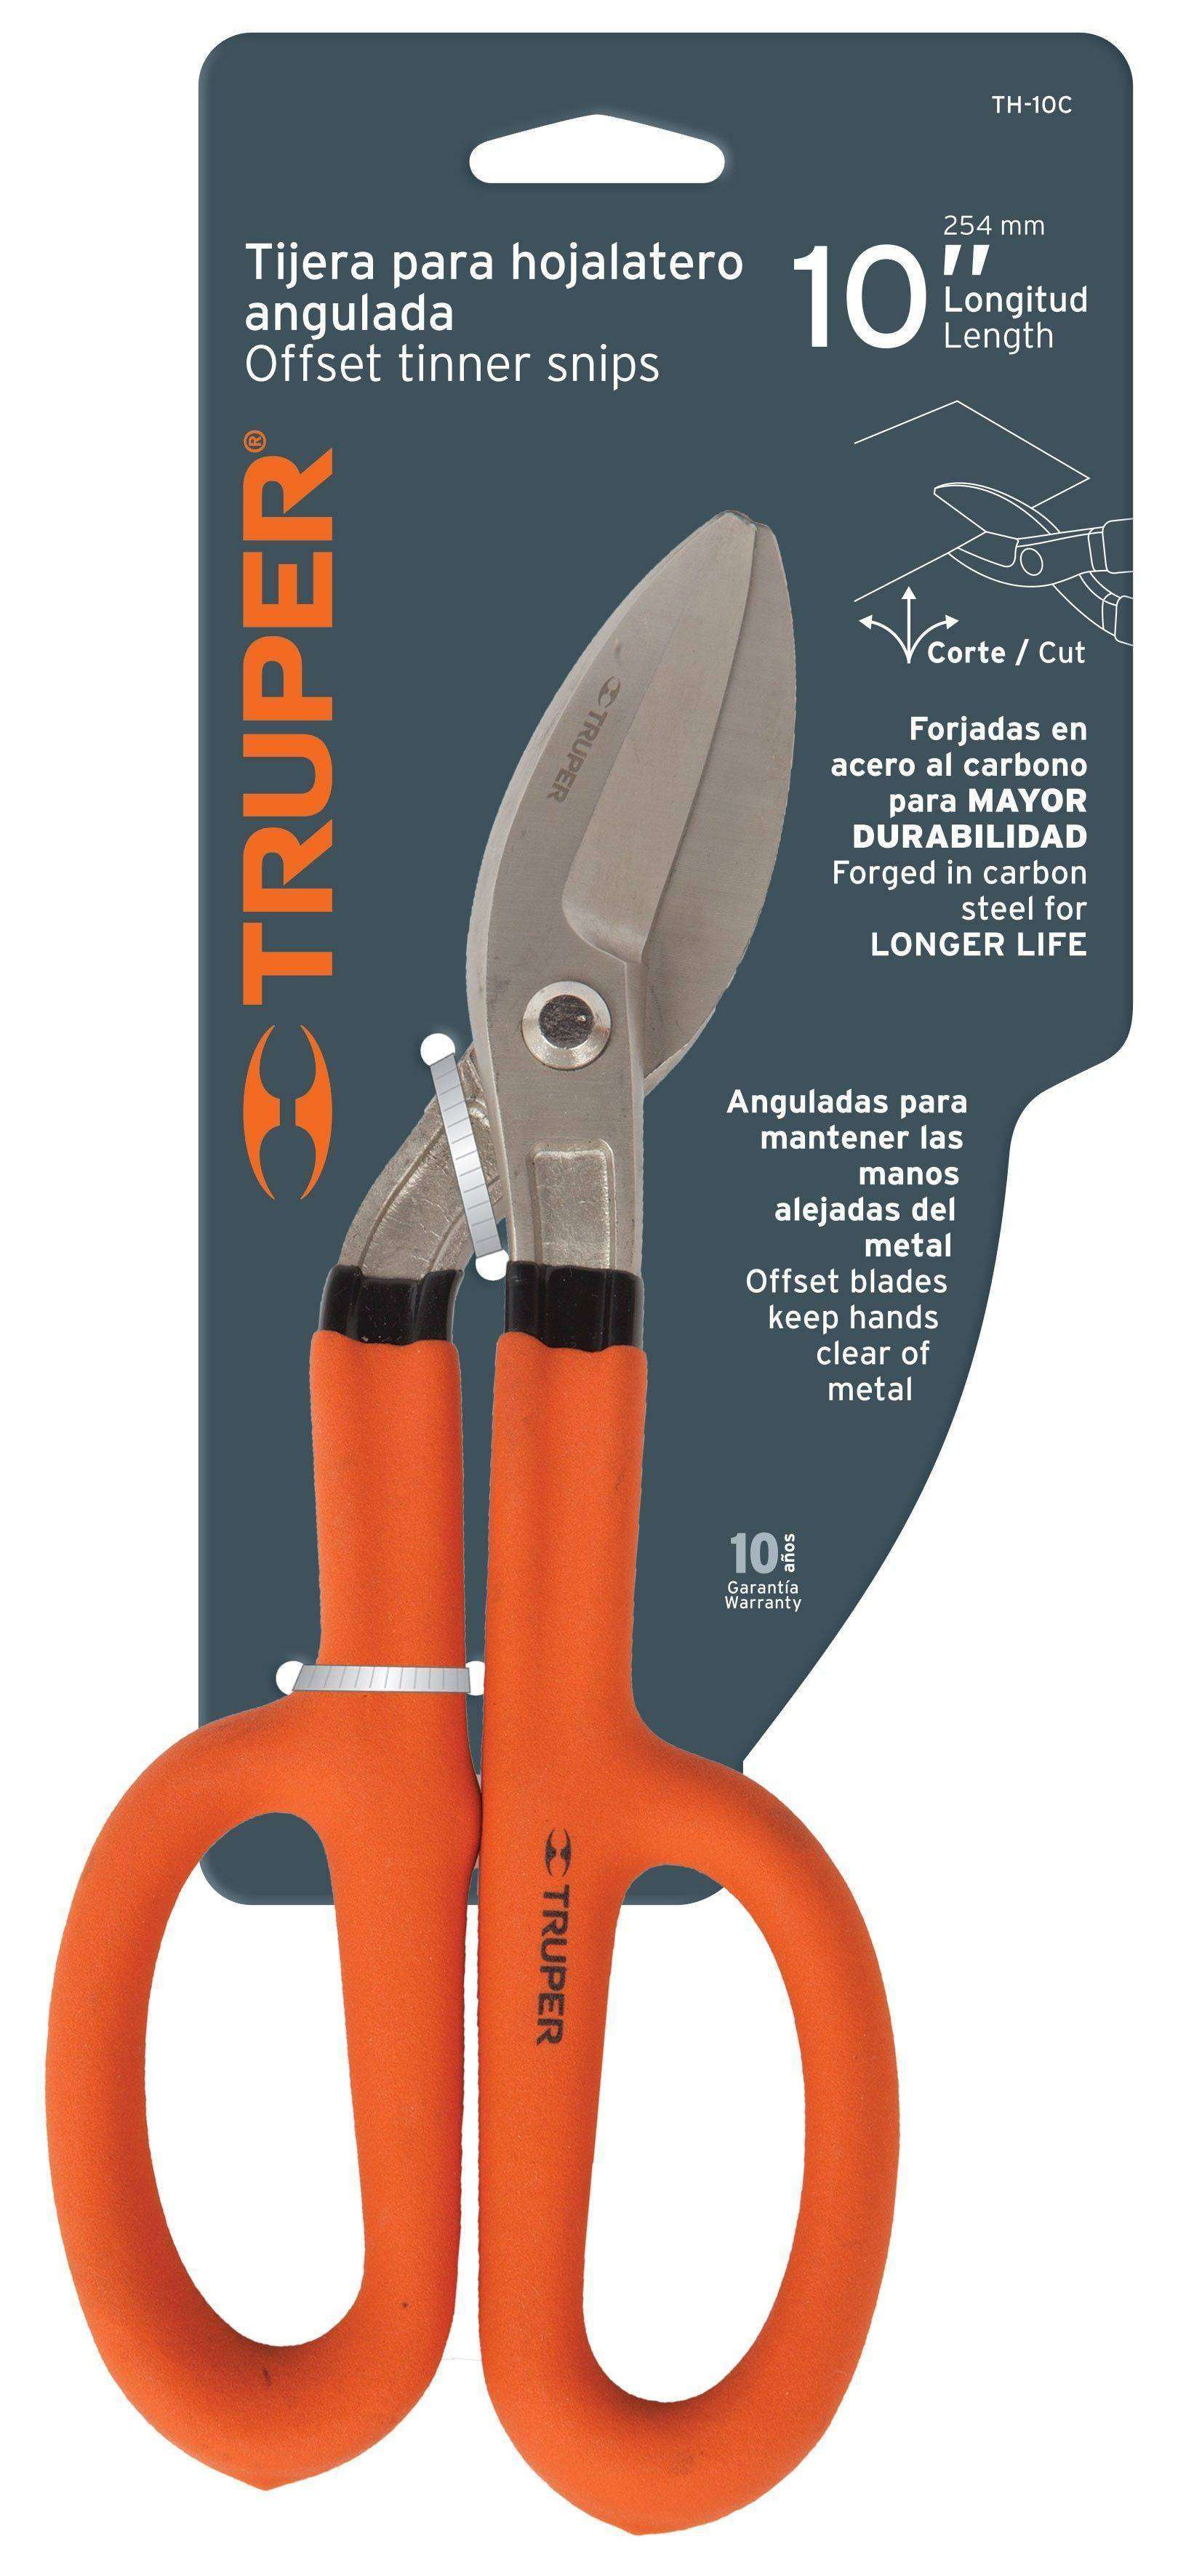 TH-10C
Tijera para hojalatero
angulada
Offset tinner snips
254 mm
10"
Longitud
Length
TRUPER®
Corte / Cut
TRUPER
Forjadas en
acero al carbono
para MAYOR
DURABILIDAD
Forged in carbon
steel for
LONGER LIFE
Anguladas para
mantener las
manos
alejadas del
metal
Offset blades
keep hands
clear of
metal
10 años
Garantía
Warranty
TRUPER